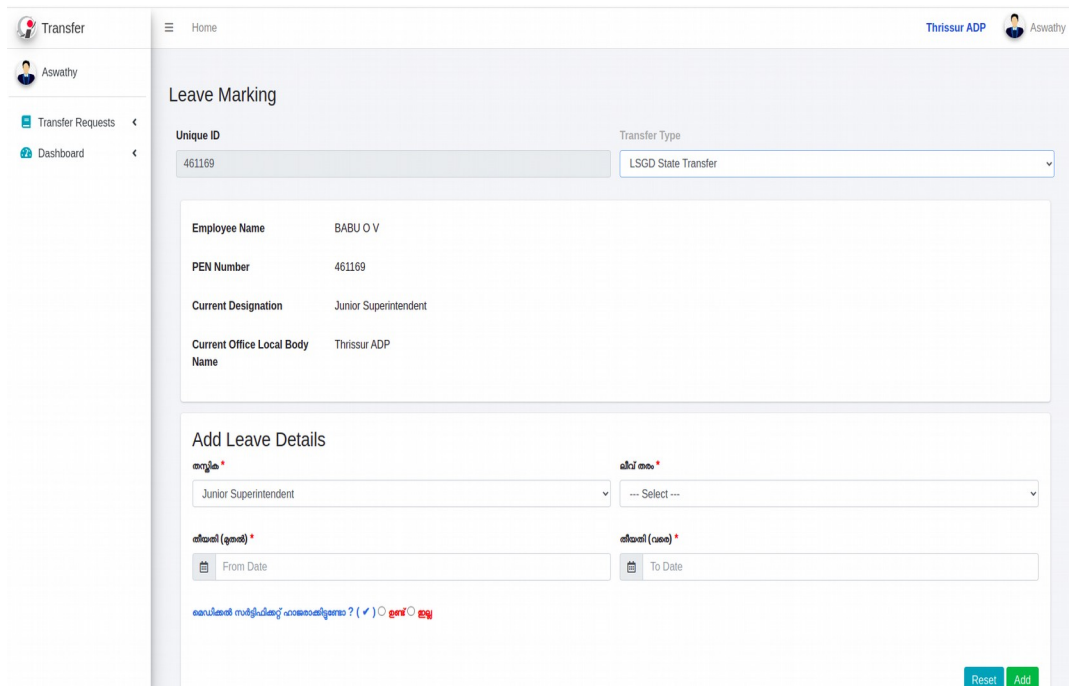 Transfer
☰ Home
Thrissur ADP
Aswathy
Aswathy
Transfer Requests
Dashboard
Leave Marking
Unique ID
461169
Transfer Type
LSGD State Transfer
Employee Name BABU O V
PEN Number 461169
Current Designation Junior Superintendent
Current Office Local Body Thrissur ADP
Name
Add Leave Details
തസ്തിക *
Junior Superintendent
ലീവ് തരം *
--- Select ---
തീയതി (മുതൽ) *
From Date
തീയതി (വരെ) *
To Date
മെഡിക്കൽ സർട്ടിഫിക്കറ്റ് ഹാജരാക്കിട്ടുണ്ടോ ? ( ✔ ) ഉണ്ട് ഇല്ല
Reset Add